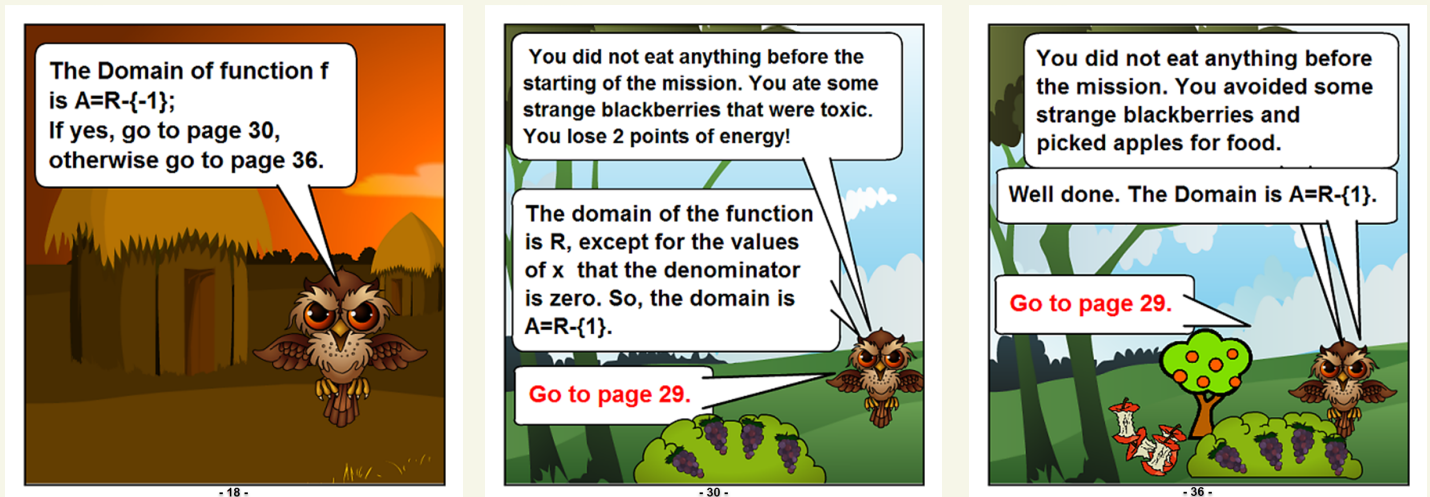 The Domain of function f
is A=R-{-1};
If yes, go to page 30,
otherwise go to page 36.
- 18 -
You did not eat anything before the
starting of the mission. You ate some
strange blackberries that were toxic.
You lose 2 points of energy!
The domain of the function
is R, except for the values
of x that the denominator
is zero. So, the domain is
A=R-{1}.
Go to page 29.
- 30 -
You did not eat anything before
the mission. You avoided some
strange blackberries and
picked apples for food.
Well done. The Domain is A=R-{1}.
Go to page 29.
- 36 -